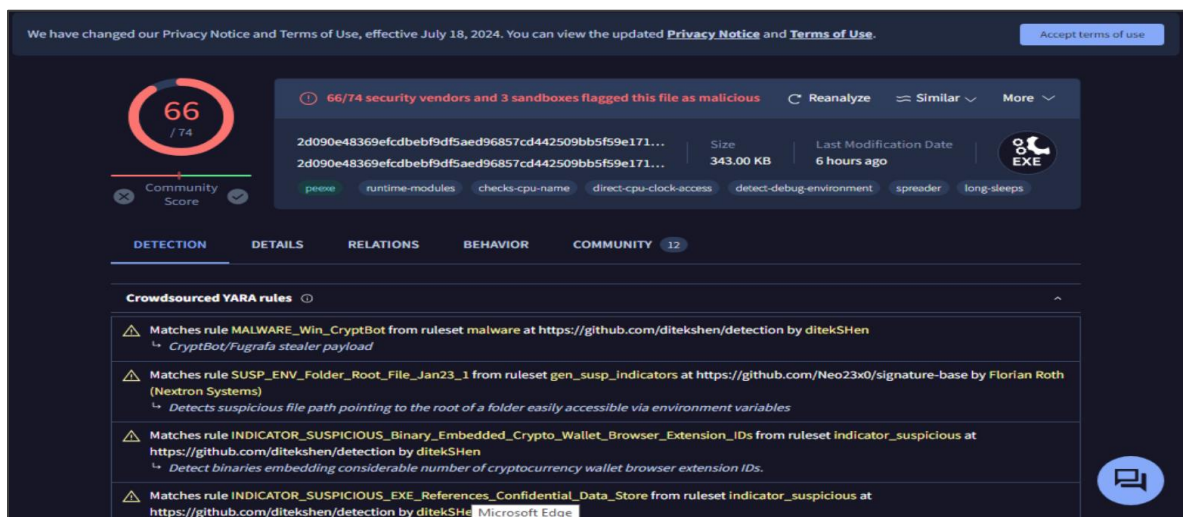 We have changed our Privacy Notice and Terms of Use, effective July 18, 2024. You can view the updated Privacy Notice and Terms of Use.
Accept terms of use
66
/ 74
Community
Score
66/74 security vendors and 3 sandboxes flagged this file as malicious
Reanalyze
Similar
More
2d090e48369efcdbebf9df5aed96857cd442509bb5f59e171...
2d090e48369efcdbebf9df5aed96857cd442509bb5f59e171...
Size
343.00 KB
Last Modification Date
6 hours ago
EXE
peexe
runtime-modules
checks-cpu-name
direct-cpu-clock-access
detect-debug-environment
spreader
long-sleeps
DETECTION
DETAILS
RELATIONS
BEHAVIOR
COMMUNITY 12
Crowdsourced YARA rules
Matches rule MALWARE_Win_CryptBot from ruleset malware at https://github.com/ditekshen/detection by ditekSHen
CryptBot/Fugrafa stealer payload
Matches rule SUSP_ENV_Folder_Root_File_Jan23_1 from ruleset gen_susp_indicators at https://github.com/Neo23x0/signature-base by Florian Roth
(Nextron Systems)
Detects suspicious file path pointing to the root of a folder easily accessible via environment variables
Matches rule INDICATOR_SUSPICIOUS_Binary_Embedded_Crypto_Wallet_Browser_Extension_IDs from ruleset indicator_suspicious at
https://github.com/ditekshen/detection by ditekSHen
Detect binaries embedding considerable number of cryptocurrency wallet browser extension IDs.
Matches rule INDICATOR_SUSPICIOUS_EXE_References_Confidential_Data_Store from ruleset indicator_suspicious at
https://github.com/ditekshen/detection by ditekSHe
Microsoft Edge